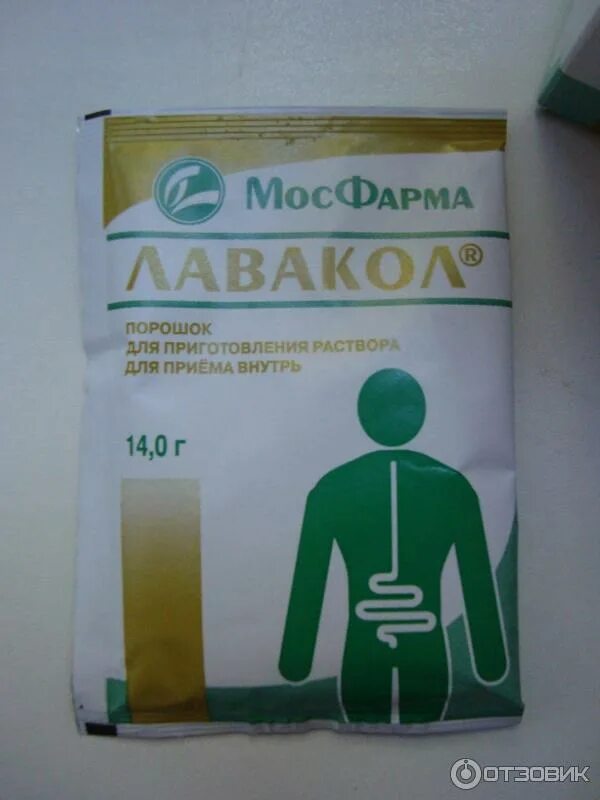 МосФарма
ЛАВАКОЛ®
ПОРОШОК
ДЛЯ ПРИГОТОВЛЕНИЯ РАСТВОРА
ДЛЯ ПРИЁМА ВНУТРЬ
14,0 г
ОТЗОВИК